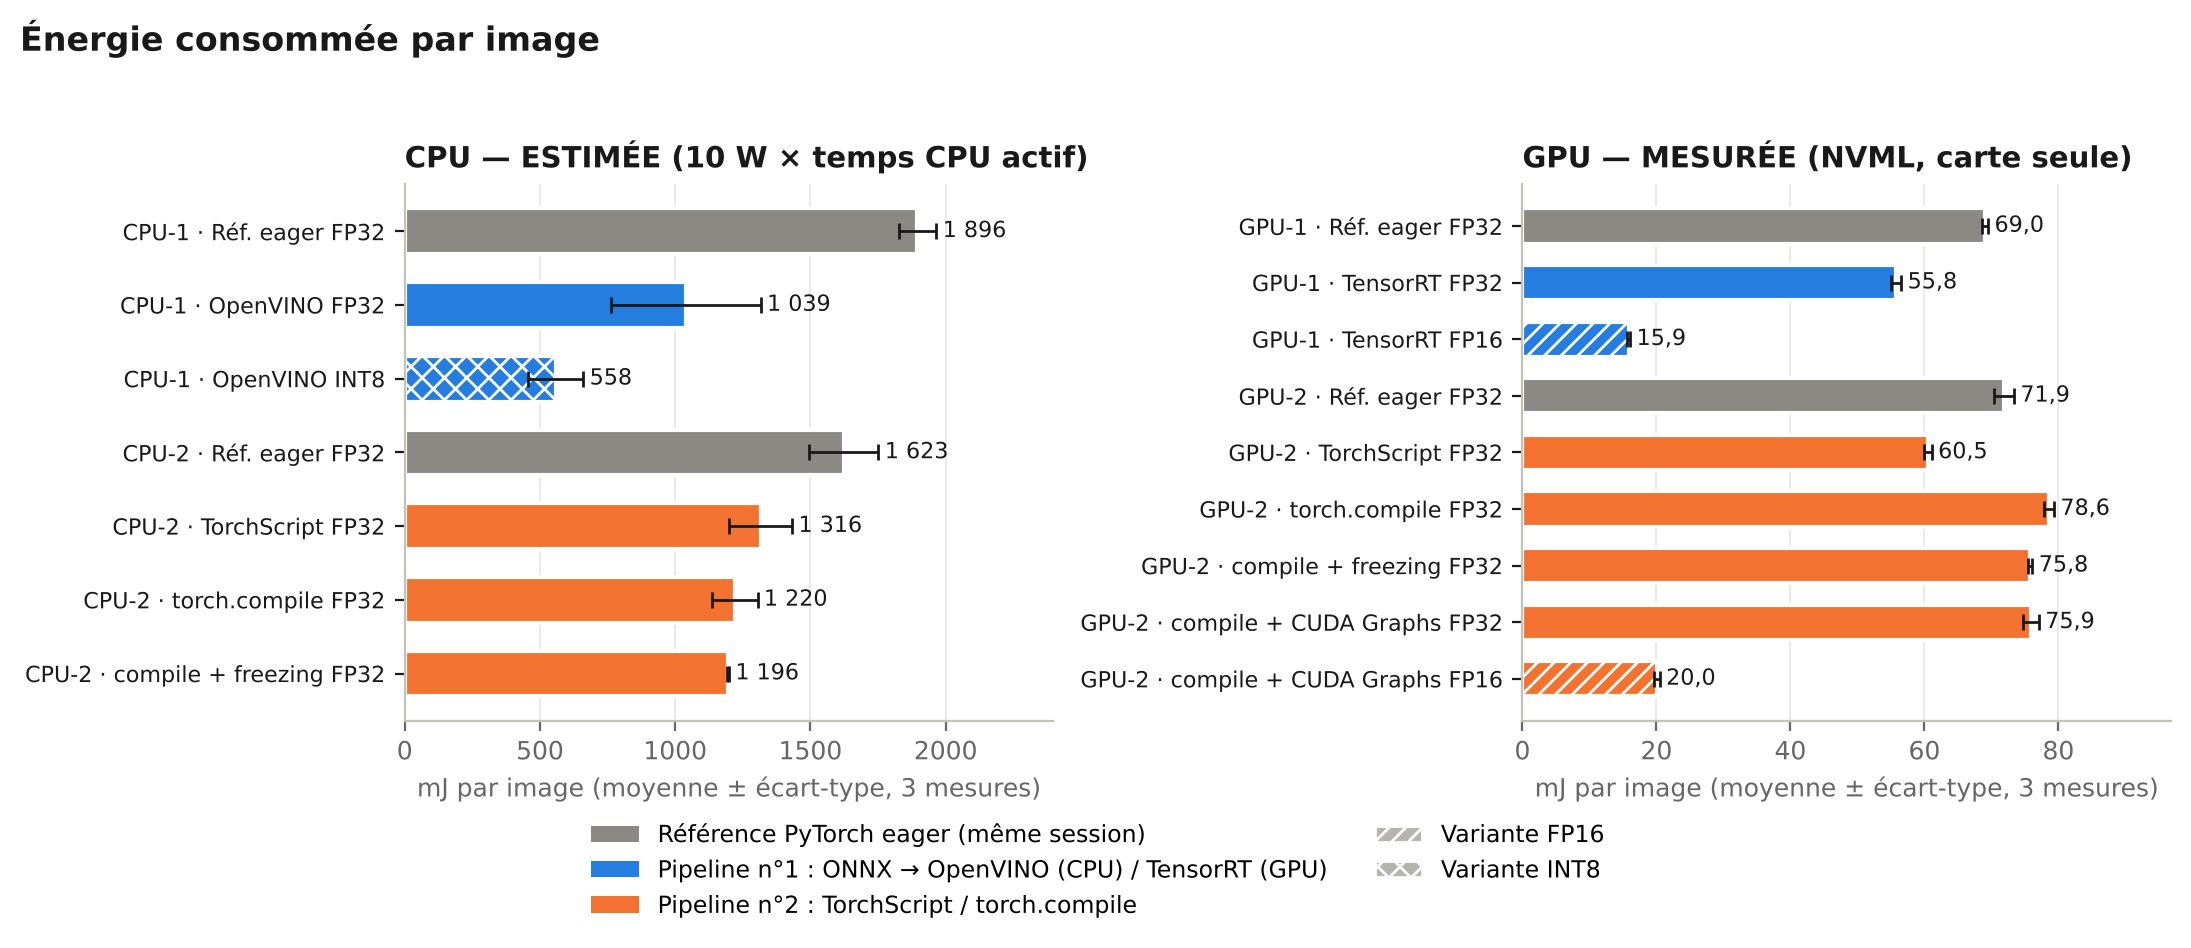 Énergie consommée par image
CPU — ESTIMÉE (10 W × temps CPU actif)
CPU-1 · Réf. eager FP32
1 896
CPU-1 · OpenVINO FP32
1 039
CPU-1 · OpenVINO INT8
558
CPU-2 · Réf. eager FP32
1 623
CPU-2 · TorchScript FP32
1 316
CPU-2 · torch.compile FP32
1 220
CPU-2 · compile + freezing FP32
1 196
0 500 1000 1500 2000
mJ par image (moyenne ± écart-type, 3 mesures)
GPU — MESURÉE (NVML, carte seule)
GPU-1 · Réf. eager FP32
69,0
GPU-1 · TensorRT FP32
55,8
GPU-1 · TensorRT FP16
15,9
GPU-2 · Réf. eager FP32
71,9
GPU-2 · TorchScript FP32
60,5
GPU-2 · torch.compile FP32
78,6
GPU-2 · compile + freezing FP32
75,8
GPU-2 · compile + CUDA Graphs FP32
75,9
GPU-2 · compile + CUDA Graphs FP16
20,0
0 20 40 60 80
mJ par image (moyenne ± écart-type, 3 mesures)
Référence PyTorch eager (même session)
Pipeline n°1 : ONNX → OpenVINO (CPU) / TensorRT (GPU)
Pipeline n°2 : TorchScript / torch.compile
Variante FP16
Variante INT8